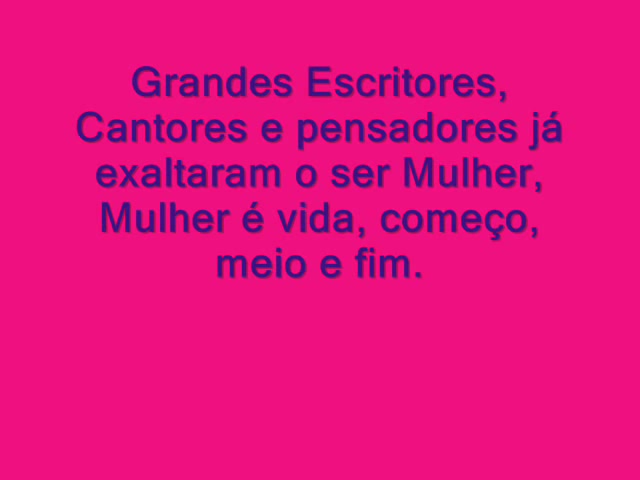 Grandes Escritores,
Cantores e pensadores já
exaltaram o ser Mulher,
Mulher é vida, começo,
meio e fim.